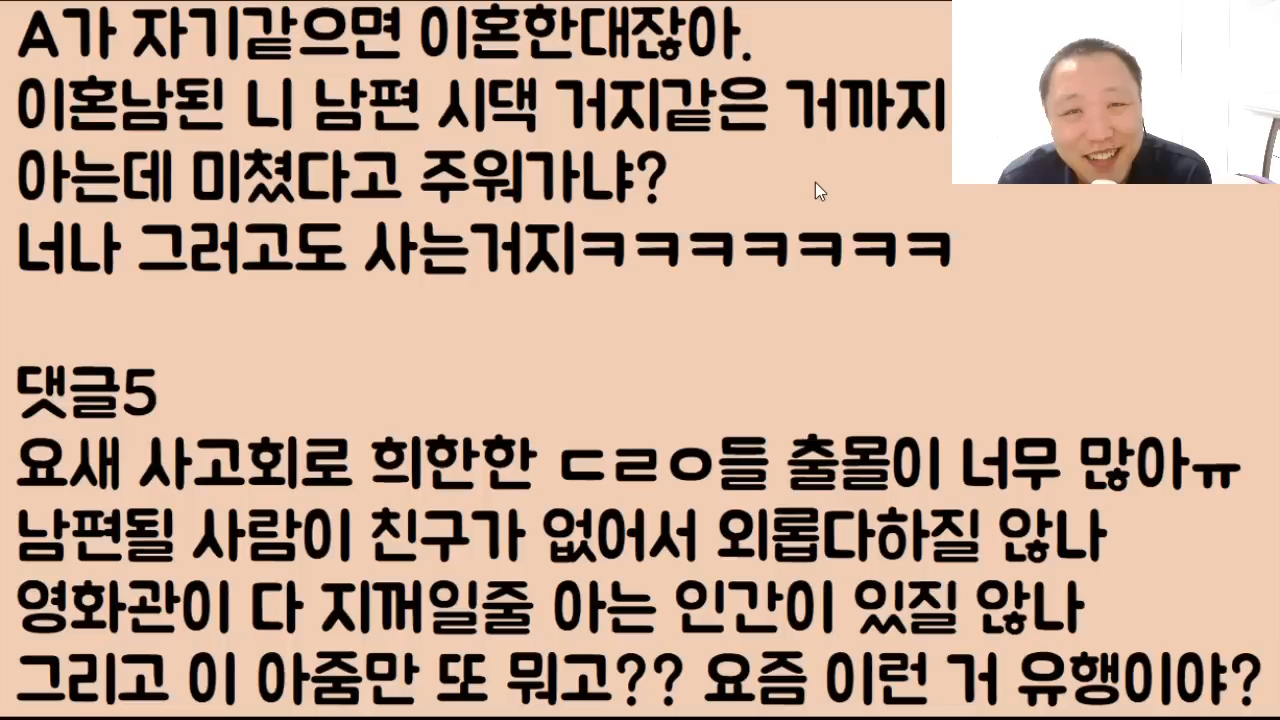 A가 자기같으면 이혼한대잖아.
이혼남된 니 남편 시댁 거지같은 거까지
아는데 미쳤다고 주워가냐?
너나 그러고도 사는거지ㅋㅋㅋㅋㅋㅋㅋ
댓글5
요새 사고회로 희한한 ㄷㄹㅇ들 출몰이 너무 많아ㅠ
남편될 사람이 친구가 없어서 외롭다하질 않나
영화관이 다 지꺼일줄 아는 인간이 있질 않나
그리고 이 아줌만 또 뭐고?? 요즘 이런 거 유행이야?